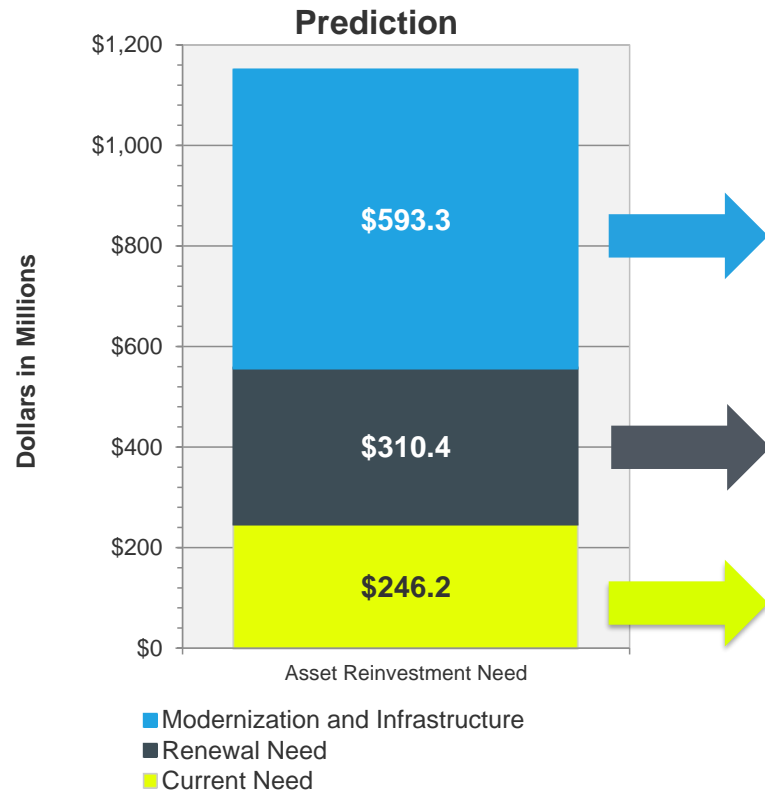 Prediction
$1,200
$1,000
$800
$600
$400
$200
$0
Dollars in Millions
$593.3
$310.4
$246.2
Asset Reinvestment Need
Modernization and Infrastructure
Renewal Need
Current Need